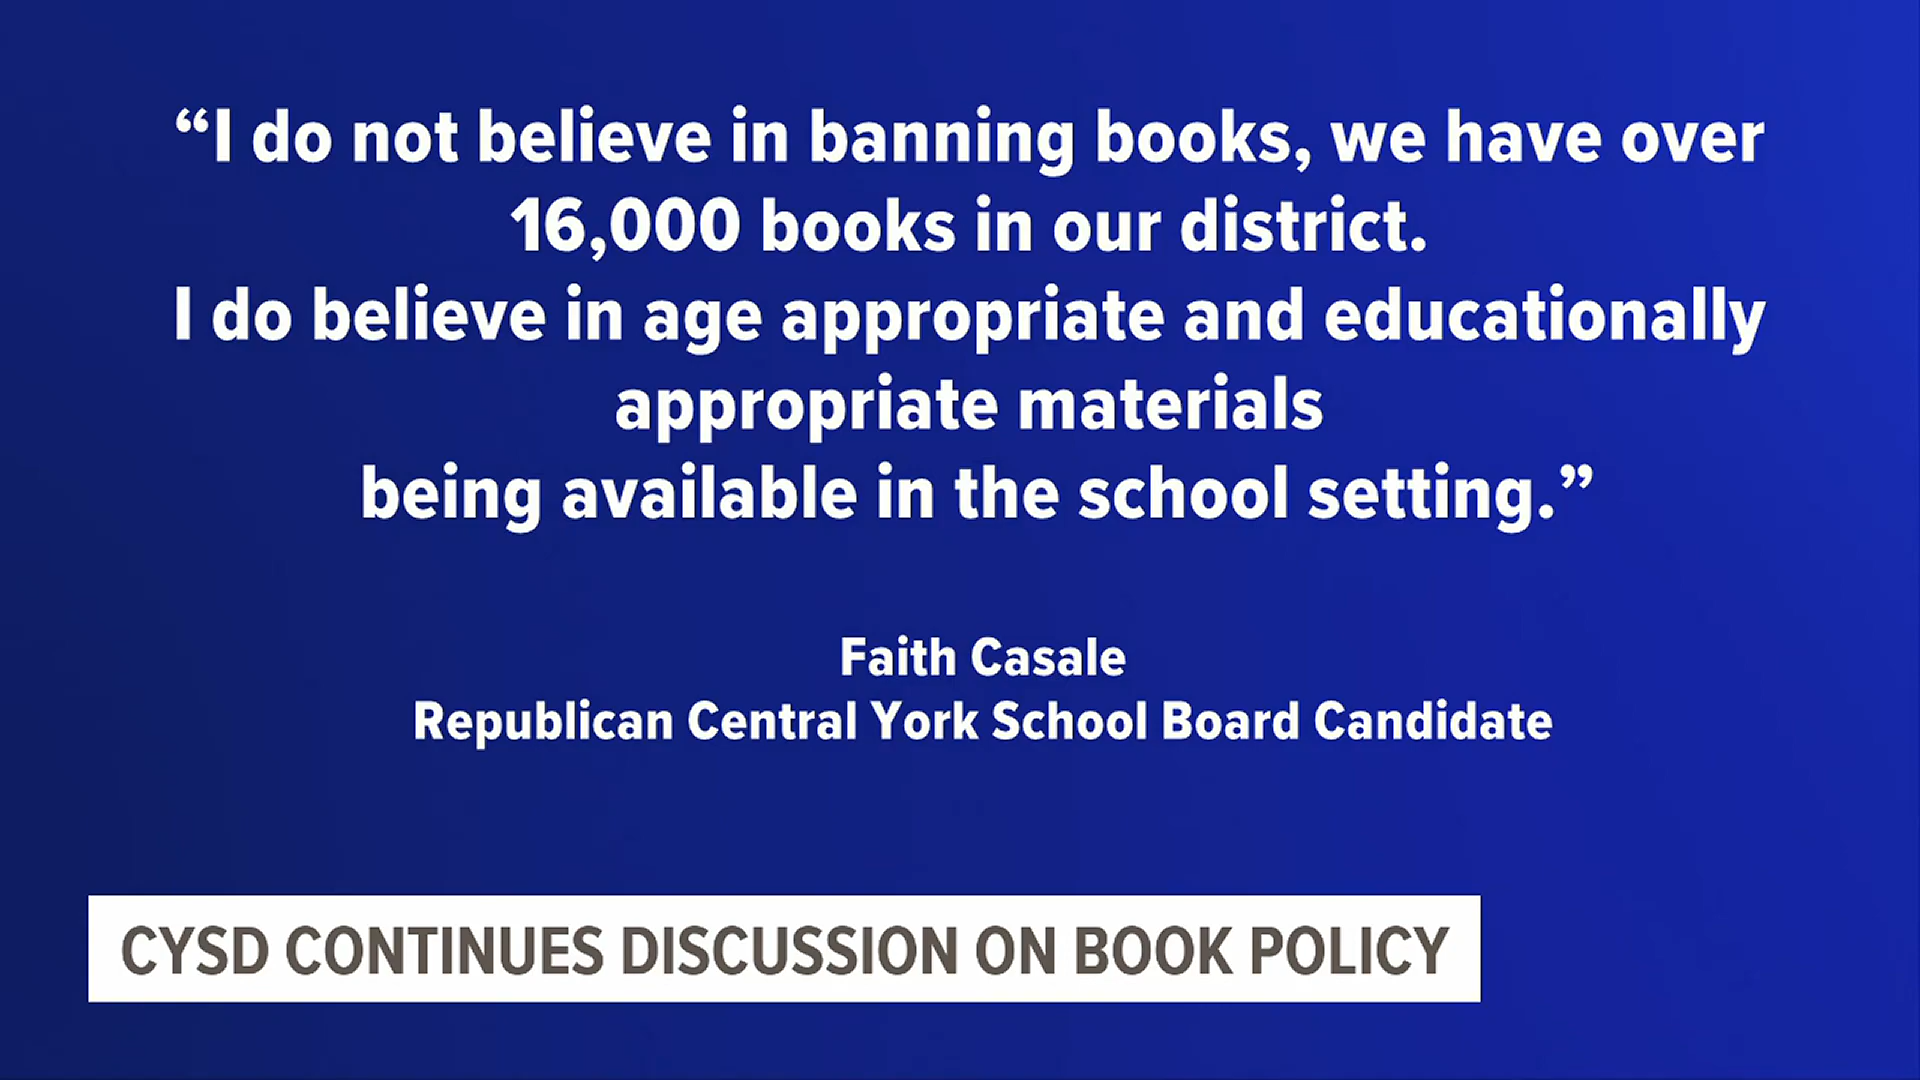 “I do not believe in banning books, we have over
16,000 books in our district.
I do believe in age appropriate and educationally
appropriate materials
being available in the school setting.”
Faith Casale
Republican Central York School Board Candidate
CYSD CONTINUES DISCUSSION ON BOOK POLICY